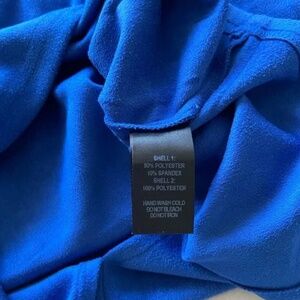 SHELL 1:
90% POLYESTER
10% SPANDEX
SHELL 2:
100% POLYESTER
HAND WASH COLD
DO NOT BLEACH
DO NOT IRON